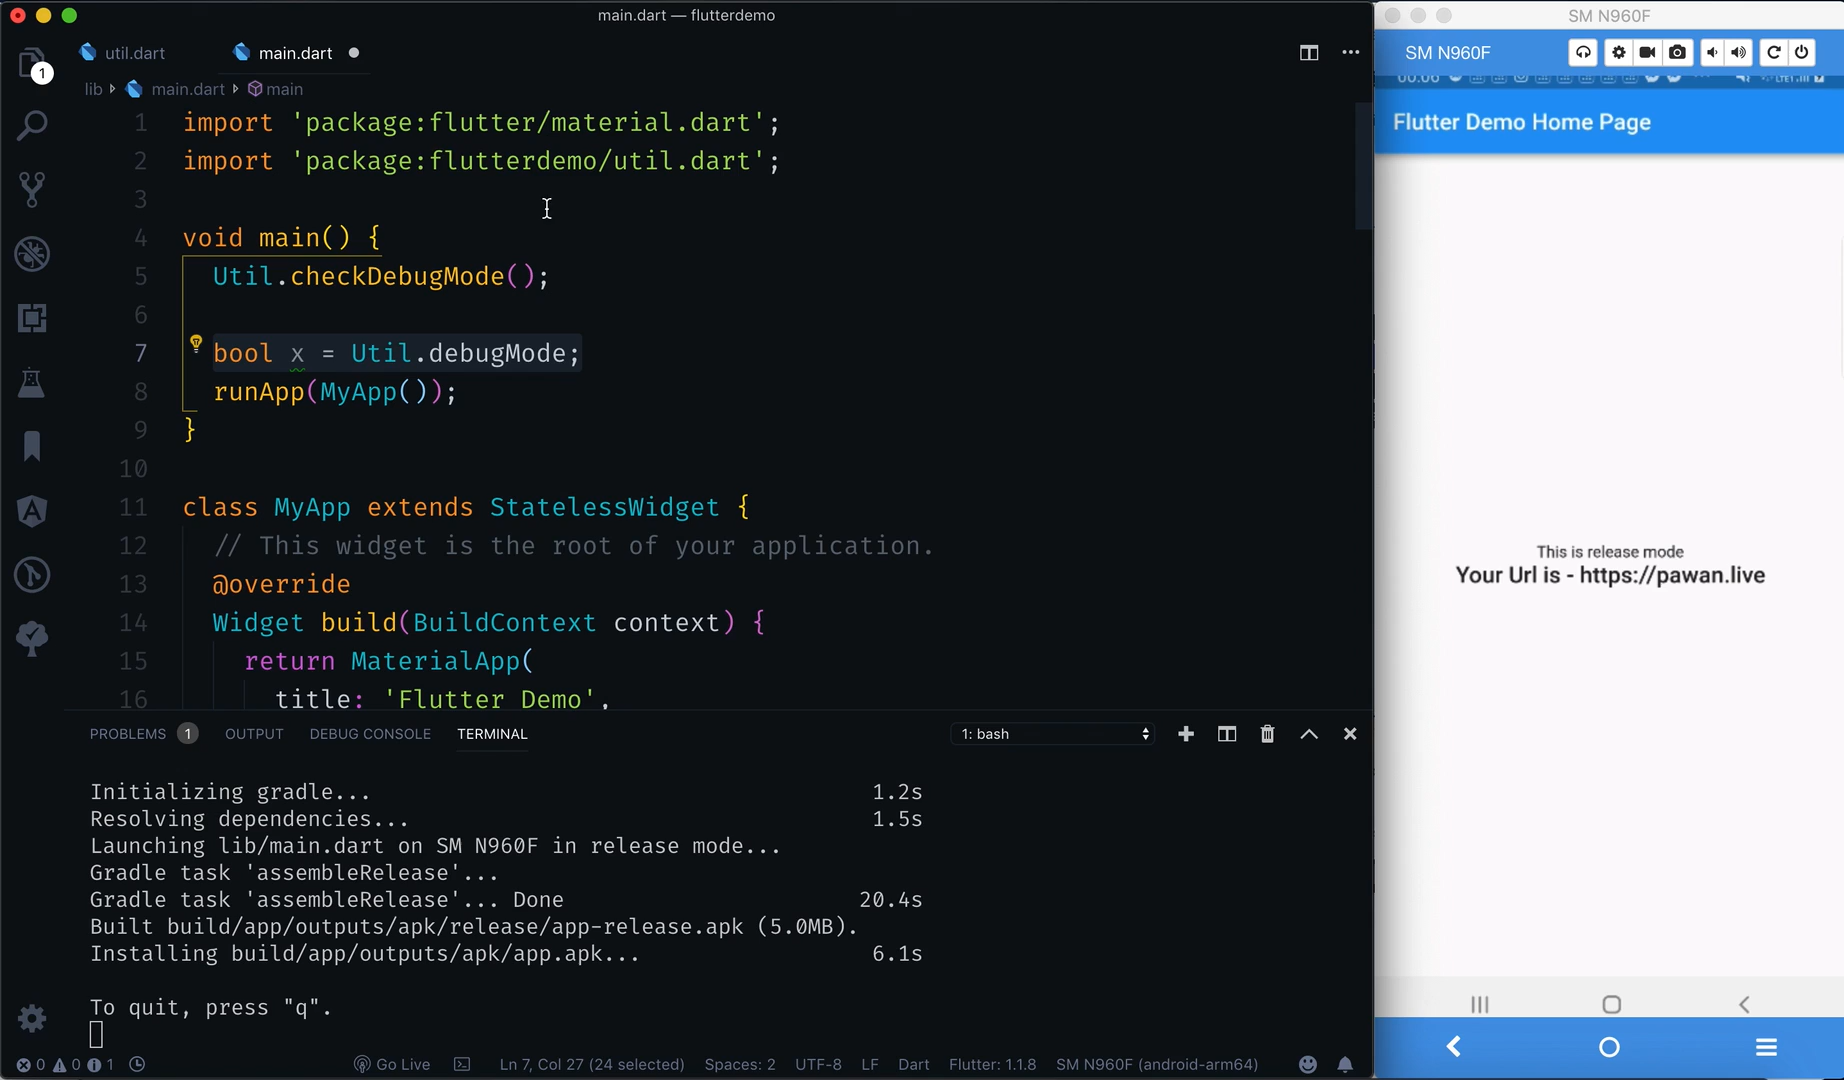 main.dart — flutterdemo
util.dart
main.dart
lib main.dart main
1 import 'package:flutter/material.dart';
2 import 'package:flutterdemo/util.dart';
3
4 void main() {
5 Util.checkDebugMode();
6
7 bool x = Util.debugMode;
8 runApp(MyApp());
9 }
10
11 class MyApp extends StatelessWidget {
12 // This widget is the root of your application.
13 @override
14 Widget build(BuildContext context) {
15 return MaterialApp(
16 title: 'Flutter Demo',
1
PROBLEMS 1 OUTPUT DEBUG CONSOLE TERMINAL 1: bash
Initializing gradle... 1.2s
Resolving dependencies... 1.5s
Launching lib/main.dart on SM N960F in release mode...
Gradle task 'assembleRelease'...
Gradle task 'assembleRelease'... Done 20.4s
Built build/app/outputs/apk/release/app-release.apk (5.0MB).
Installing build/app/outputs/apk/app.apk... 6.1s
To quit, press "q".
0 0 1 Go Live Ln 7, Col 27 (24 selected) Spaces: 2 UTF-8 LF Dart Flutter: 1.1.8 SM N960F (android-arm64)
SM N960F
SM N960F
00:06
Flutter Demo Home Page
This is release mode
Your Url is - https://pawan.live